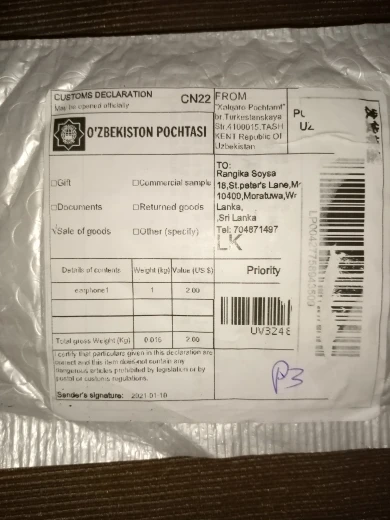 CUSTOMS DECLARATION
May be opened officially
CN22
O'ZBEKISTON POCHTASI
FROM
"Xalqaro Pochtamt"
br.Turkestanskaya
Str.4100015.TASH
KENT Republic Of
Uzbekistan
□Gift
□Commercial sample
□Documents
□Returned goods
√Sale of goods
□Other (specify)
TO:
Rangika Soysa
18,St.peter's Lane,M
10400,Moratuwa,Wr
Lanka,
,Sri Lanka
Tel: 704871497
LK
Details of contents Weight (kg) Value (US $)
earphone1 1 2.00
Total gross Weight (Kg) 0.016 2.00
Priority
UV3248
I certify that particulars given in this declaration are
correct and this item does not contain any
dangerous articles prohibited by legislation or by
postal or customs regulations.
Sender's signature: 2021 01 10
P3